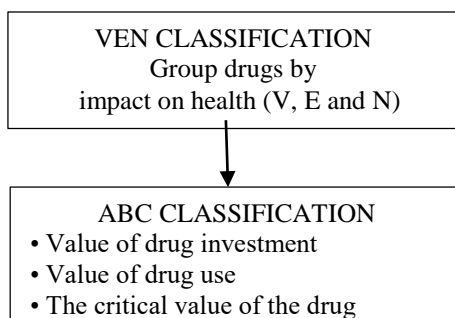 VEN CLASSIFICATION
Group drugs by
impact on health (V, E and N)
ABC CLASSIFICATION
• Value of drug investment
• Value of drug use
• The critical value of the drug